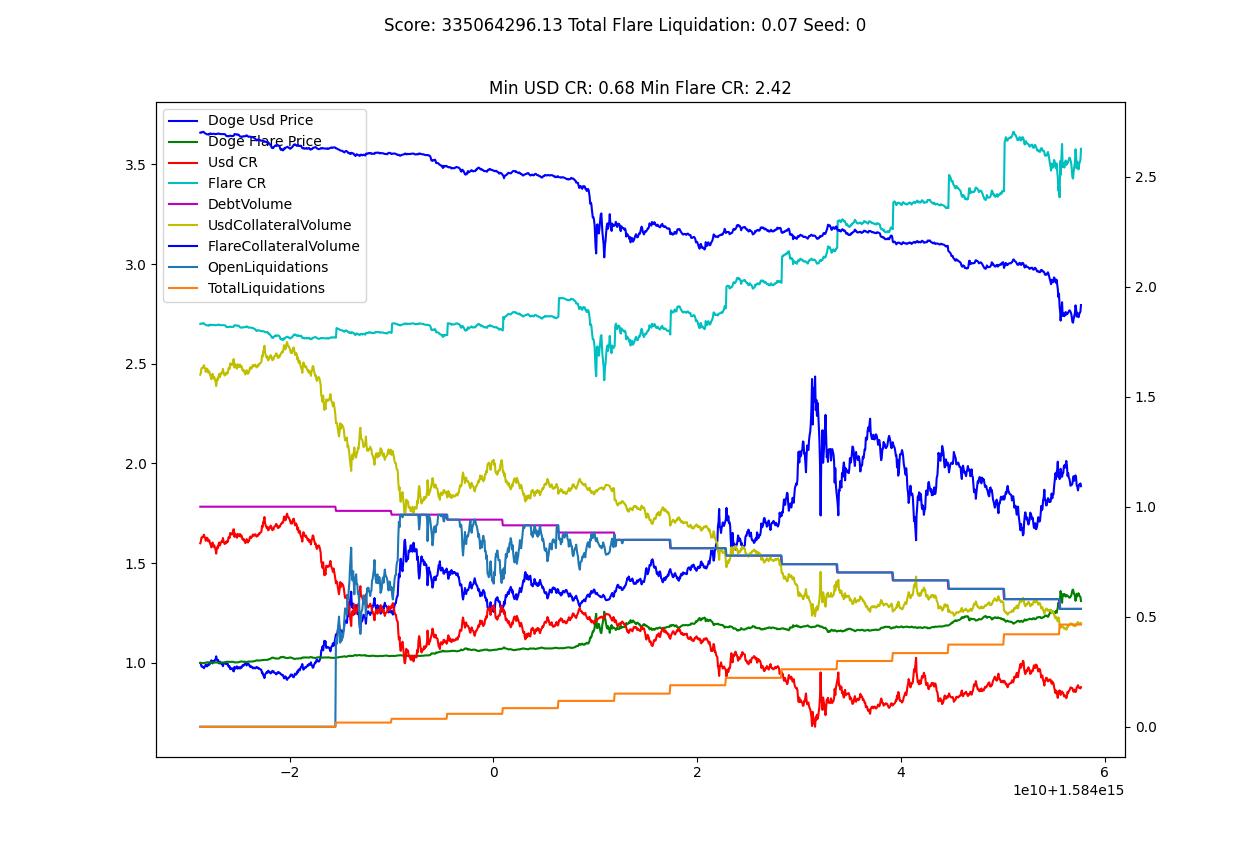 Score: 335064296.13 Total Flare Liquidation: 0.07 Seed: 0
Min USD CR: 0.68 Min Flare CR: 2.42
Doge Usd Price
Doge Flare Price
Usd CR
Flare CR
DebtVolume
UsdCollateralVolume
FlareCollateralVolume
OpenLiquidations
TotalLiquidations
3.5
3.0
2.5
2.0
1.5
1.0
2.5
2.0
1.5
1.0
0.5
0.0
−2
0
2
4
6
1e10+1.584e15